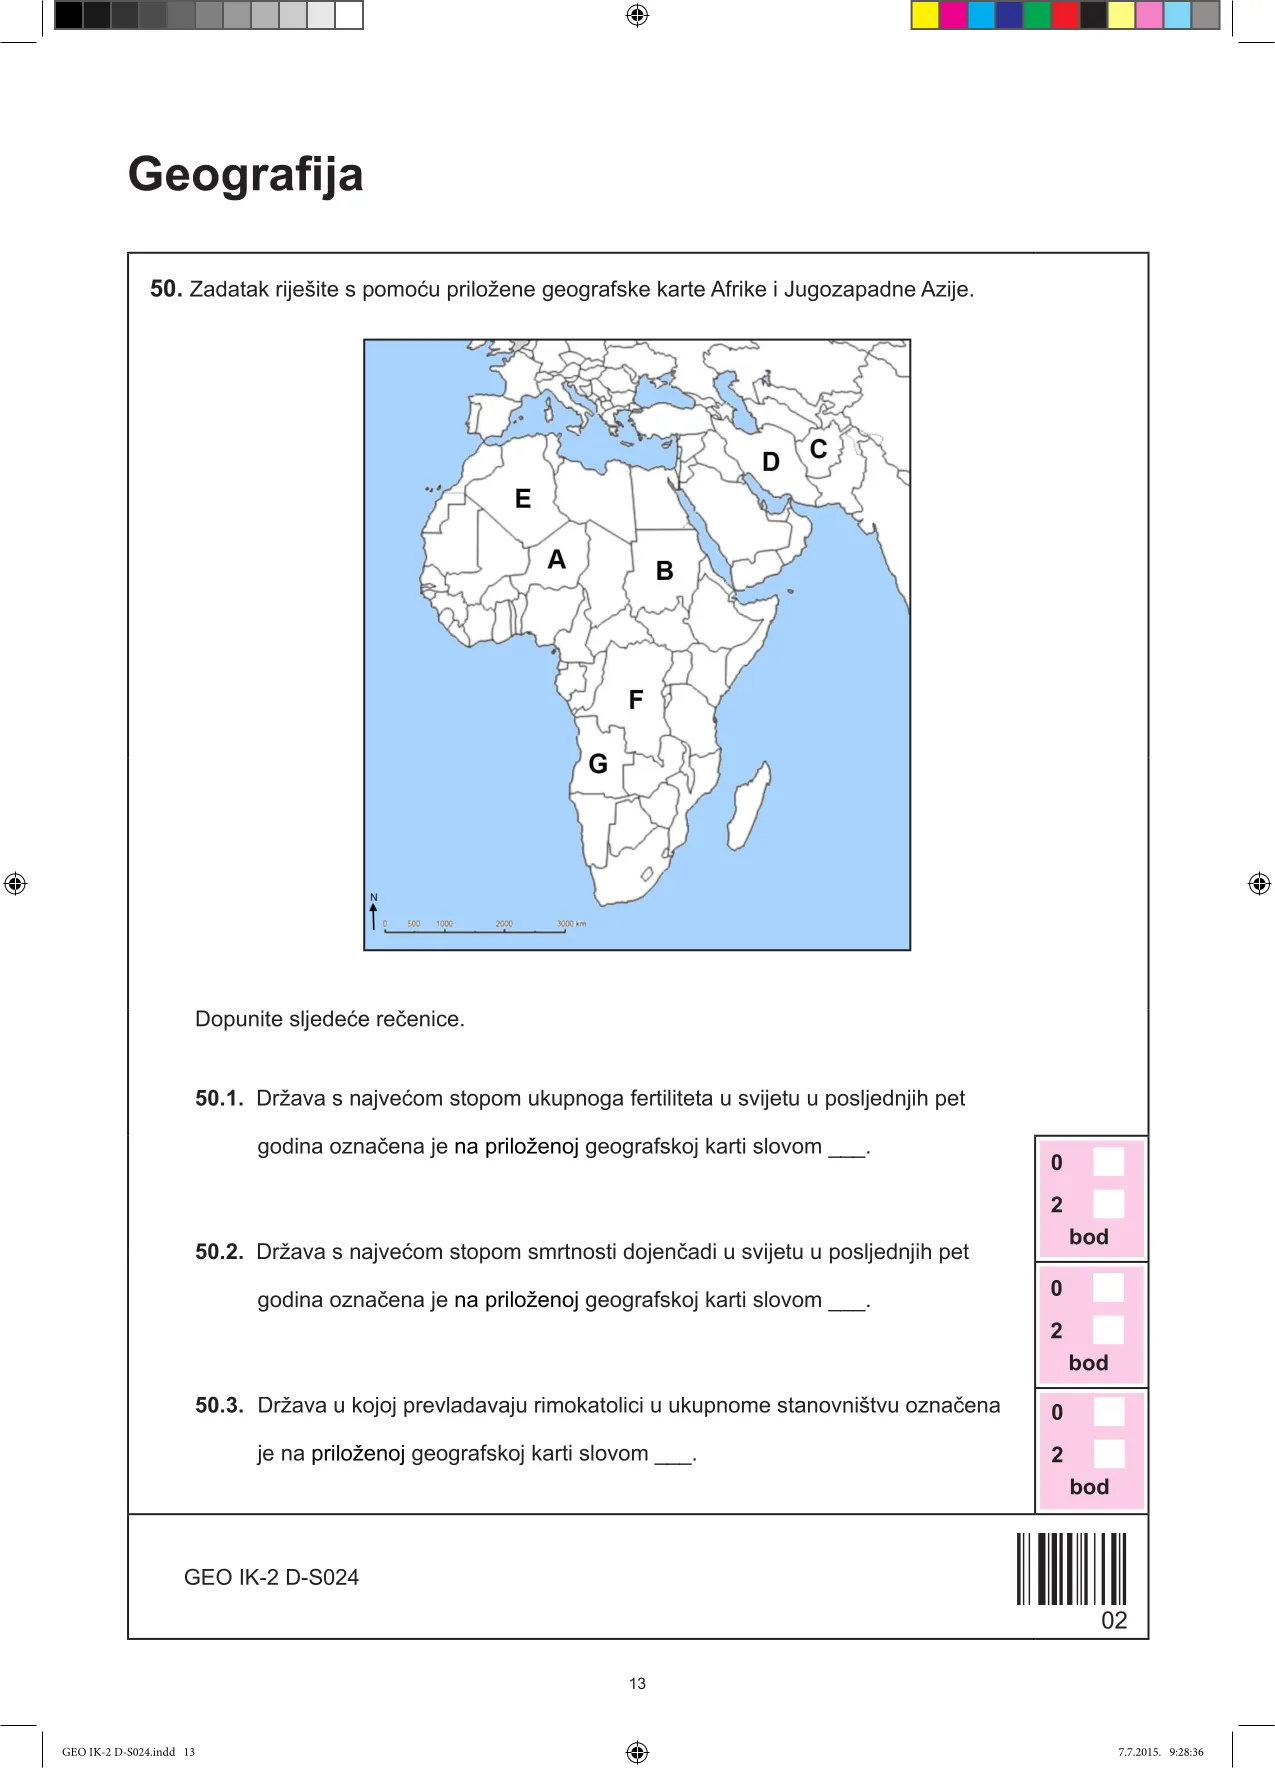 Geografija
50. Zadatak riješite s pomoću priložene geografske karte Afrike i Jugozapadne Azije.
C
D
E
A
B
F
G
N
0 500 1000 2000 3000 km
Dopunite sljedeće rečenice.
50.1. Država s najvećom stopom ukupnoga fertiliteta u svijetu u posljednjih pet
godina označena je na priloženoj geografskoj karti slovom ___.
0
2
bod
50.2. Država s najvećom stopom smrtnosti dojenčadi u svijetu u posljednjih pet
godina označena je na priloženoj geografskoj karti slovom ___.
0
2
bod
50.3. Država u kojoj prevladavaju rimokatolici u ukupnome stanovništvu označena
je na priloženoj geografskoj karti slovom ___.
0
2
bod
GEO IK-2 D-S024
02
13
GEO IK-2 D-S024.indd 13
7.7.2015. 9:28:36